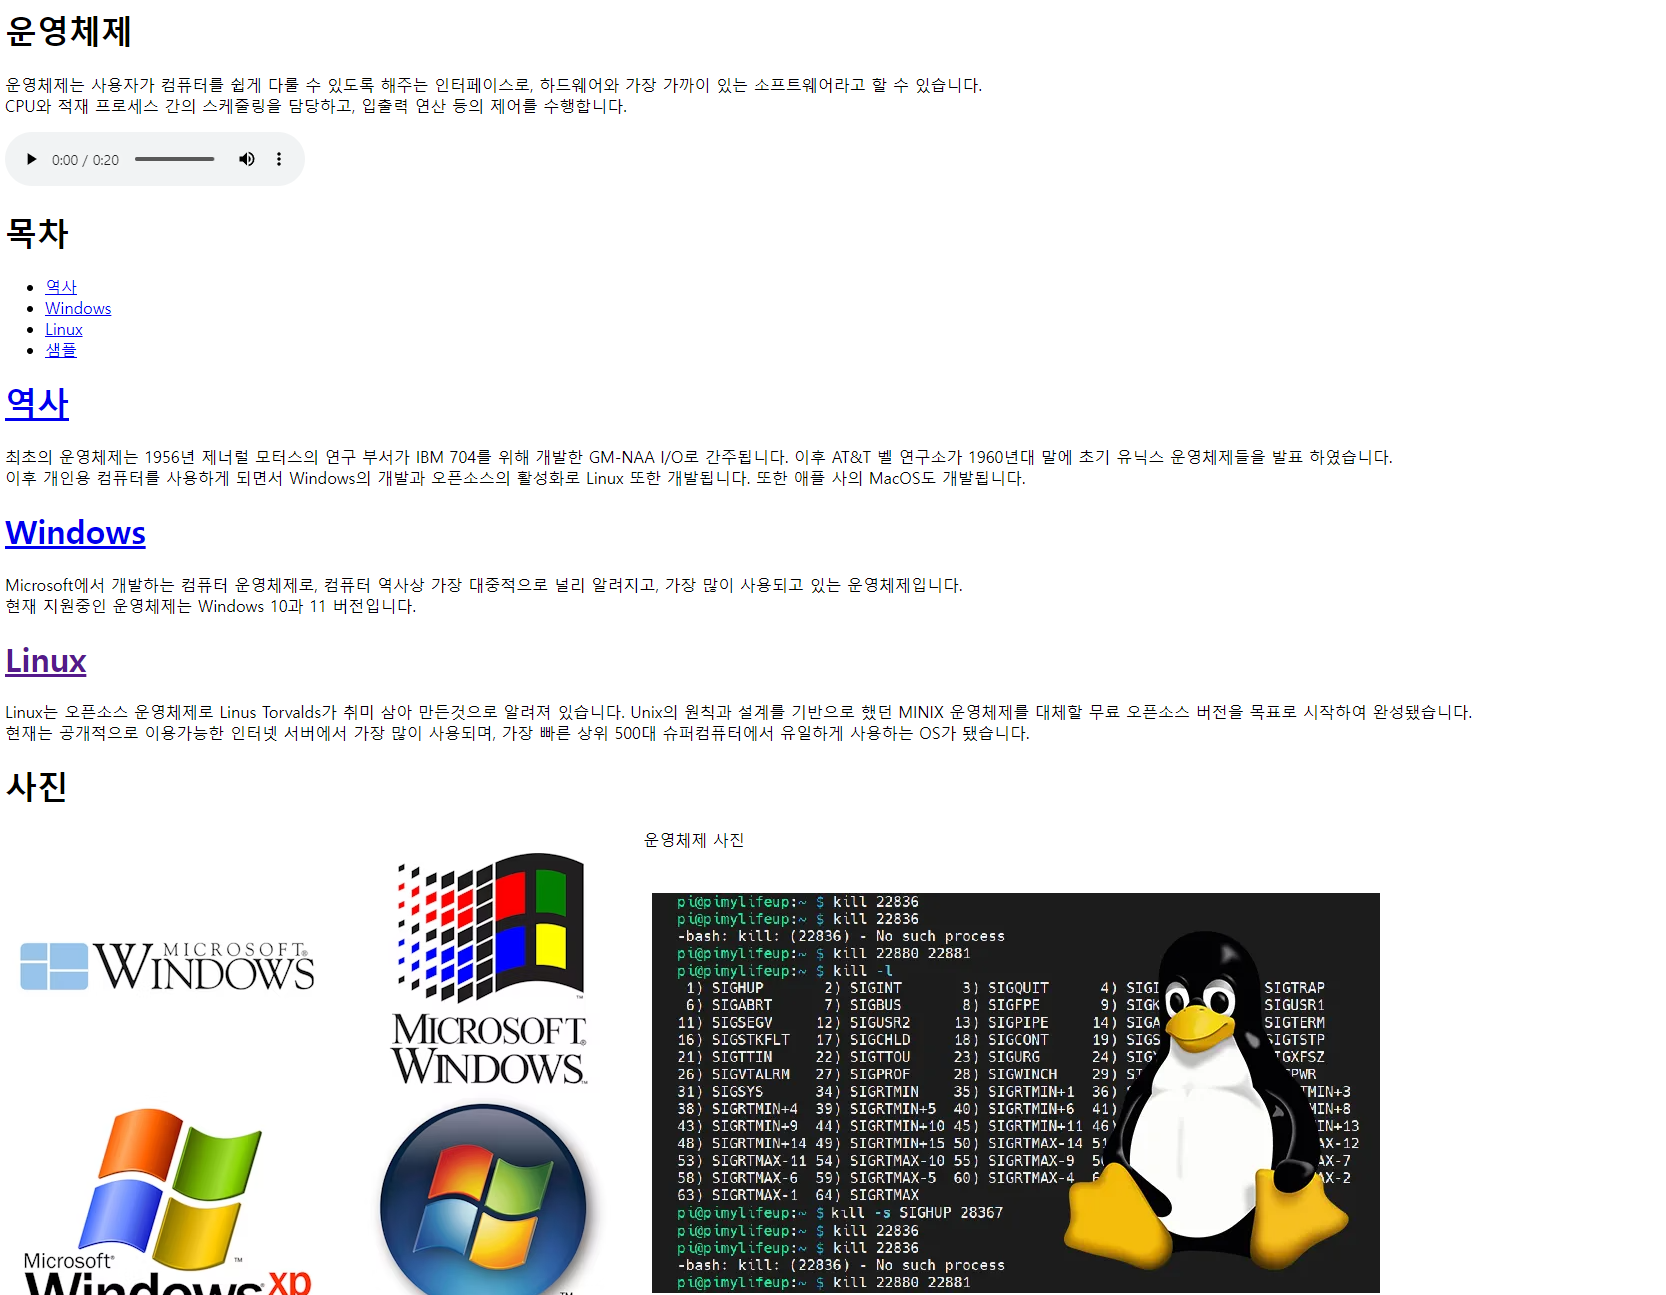 운영체제
운영체제는 사용자가 컴퓨터를 쉽게 다룰 수 있도록 해주는 인터페이스로, 하드웨어와 가장 가까이 있는 소프트웨어라고 할 수 있습니다.
CPU와 적재 프로세스 간의 스케줄링을 담당하고, 입출력 연산 등의 제어를 수행합니다.
0:00 / 0:20
목차
역사
Windows
Linux
샘플
역사
최초의 운영체제는 1956년 제너럴 모터스의 연구 부서가 IBM 704를 위해 개발한 GM-NAA I/O로 간주됩니다. 이후 AT&T 벨 연구소가 1960년대 말에 초기 유닉스 운영체제들을 발표 하였습니다.
이후 개인용 컴퓨터를 사용하게 되면서 Windows의 개발과 오픈소스의 활성화로 Linux 또한 개발됩니다. 또한 애플 사의 MacOS도 개발됩니다.
Windows
Microsoft에서 개발하는 컴퓨터 운영체제로, 컴퓨터 역사상 가장 대중적으로 널리 알려지고, 가장 많이 사용되고 있는 운영체제입니다.
현재 지원중인 운영체제는 Windows 10과 11 버전입니다.
Linux
Linux는 오픈소스 운영체제로 Linus Torvalds가 취미 삼아 만든것으로 알려져 있습니다. Unix의 원칙과 설계를 기반으로 했던 MINIX 운영체제를 대체할 무료 오픈소스 버전을 목표로 시작하여 완성됐습니다.
현재는 공개적으로 이용가능한 인터넷 서버에서 가장 많이 사용되며, 가장 빠른 상위 500대 슈퍼컴퓨터에서 유일하게 사용하는 OS가 됐습니다.
사진
운영체제 사진
MICROSOFT®
WINDOWS
MICROSOFT®
WINDOWS™
Microsoft®
Windows® xp
pi@pimylifeup:~ $ kill 22836
pi@pimylifeup:~ $ kill 22836
-bash: kill: (22836) - No such process
pi@pimylifeup:~ $ kill 22880 22881
pi@pimylifeup:~ $ kill -l
1) SIGHUP 2) SIGINT 3) SIGQUIT 4) SIGI SIGTRAP
6) SIGABRT 7) SIGBUS 8) SIGFPE 9) SIGK SIGUSR1
11) SIGSEGV 12) SIGUSR2 13) SIGPIPE 14) SIGA SIGTERM
16) SIGSTKFLT 17) SIGCHLD 18) SIGCONT 19) SIGS SIGTSTP
21) SIGTTIN 22) SIGTTOU 23) SIGURG 24) SIGX IGXFSZ
26) SIGVTALRM 27) SIGPROF 28) SIGWINCH 29) SI PWR
31) SIGSYS 34) SIGRTMIN 35) SIGRTMIN+1 36) TMIN+3
38) SIGRTMIN+4 39) SIGRTMIN+5 40) SIGRTMIN+6 41) MIN+8
43) SIGRTMIN+9 44) SIGRTMIN+10 45) SIGRTMIN+11 46) IN+13
48) SIGRTMIN+14 49) SIGRTMIN+15 50) SIGRTMAX-14 51 AX-12
53) SIGRTMAX-11 54) SIGRTMAX-10 55) SIGRTMAX-9 AX-7
58) SIGRTMAX-6 59) SIGRTMAX-5 60) SIGRTMAX-4 X-2
63) SIGRTMAX-1 64) SIGRTMAX
pi@pimylifeup:~ $ kill -s SIGHUP 28367
pi@pimylifeup:~ $ kill 22836
pi@pimylifeup:~ $ kill 22836
-bash: kill: (22836) - No such process
pi@pimylifeup:~ $ kill 22880 22881